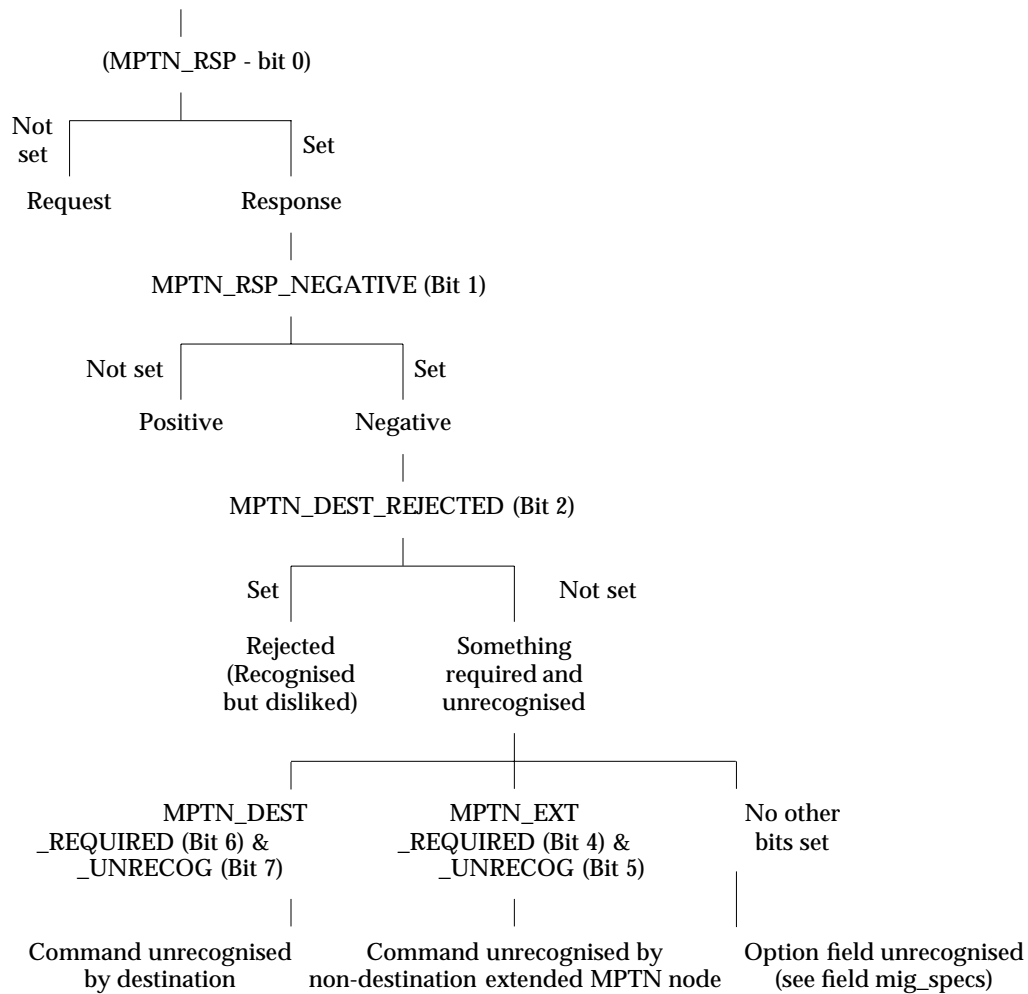 (MPTN_RSP - bit 0)
Not
set
Set
Request
Response
MPTN_RSP_NEGATIVE (Bit 1)
Not set
Set
Positive
Negative
MPTN_DEST_REJECTED (Bit 2)
Set
Not set
Rejected
(Recognised
but disliked)
Something
required and
unrecognised
MPTN_DEST
_REQUIRED (Bit 6) &
_UNRECOG (Bit 7)
MPTN_EXT
_REQUIRED (Bit 4) &
_UNRECOG (Bit 5)
No other
bits set
Command unrecognised
by destination
Command unrecognised by
non-destination extended MPTN node
Option field unrecognised
(see field mig_specs)